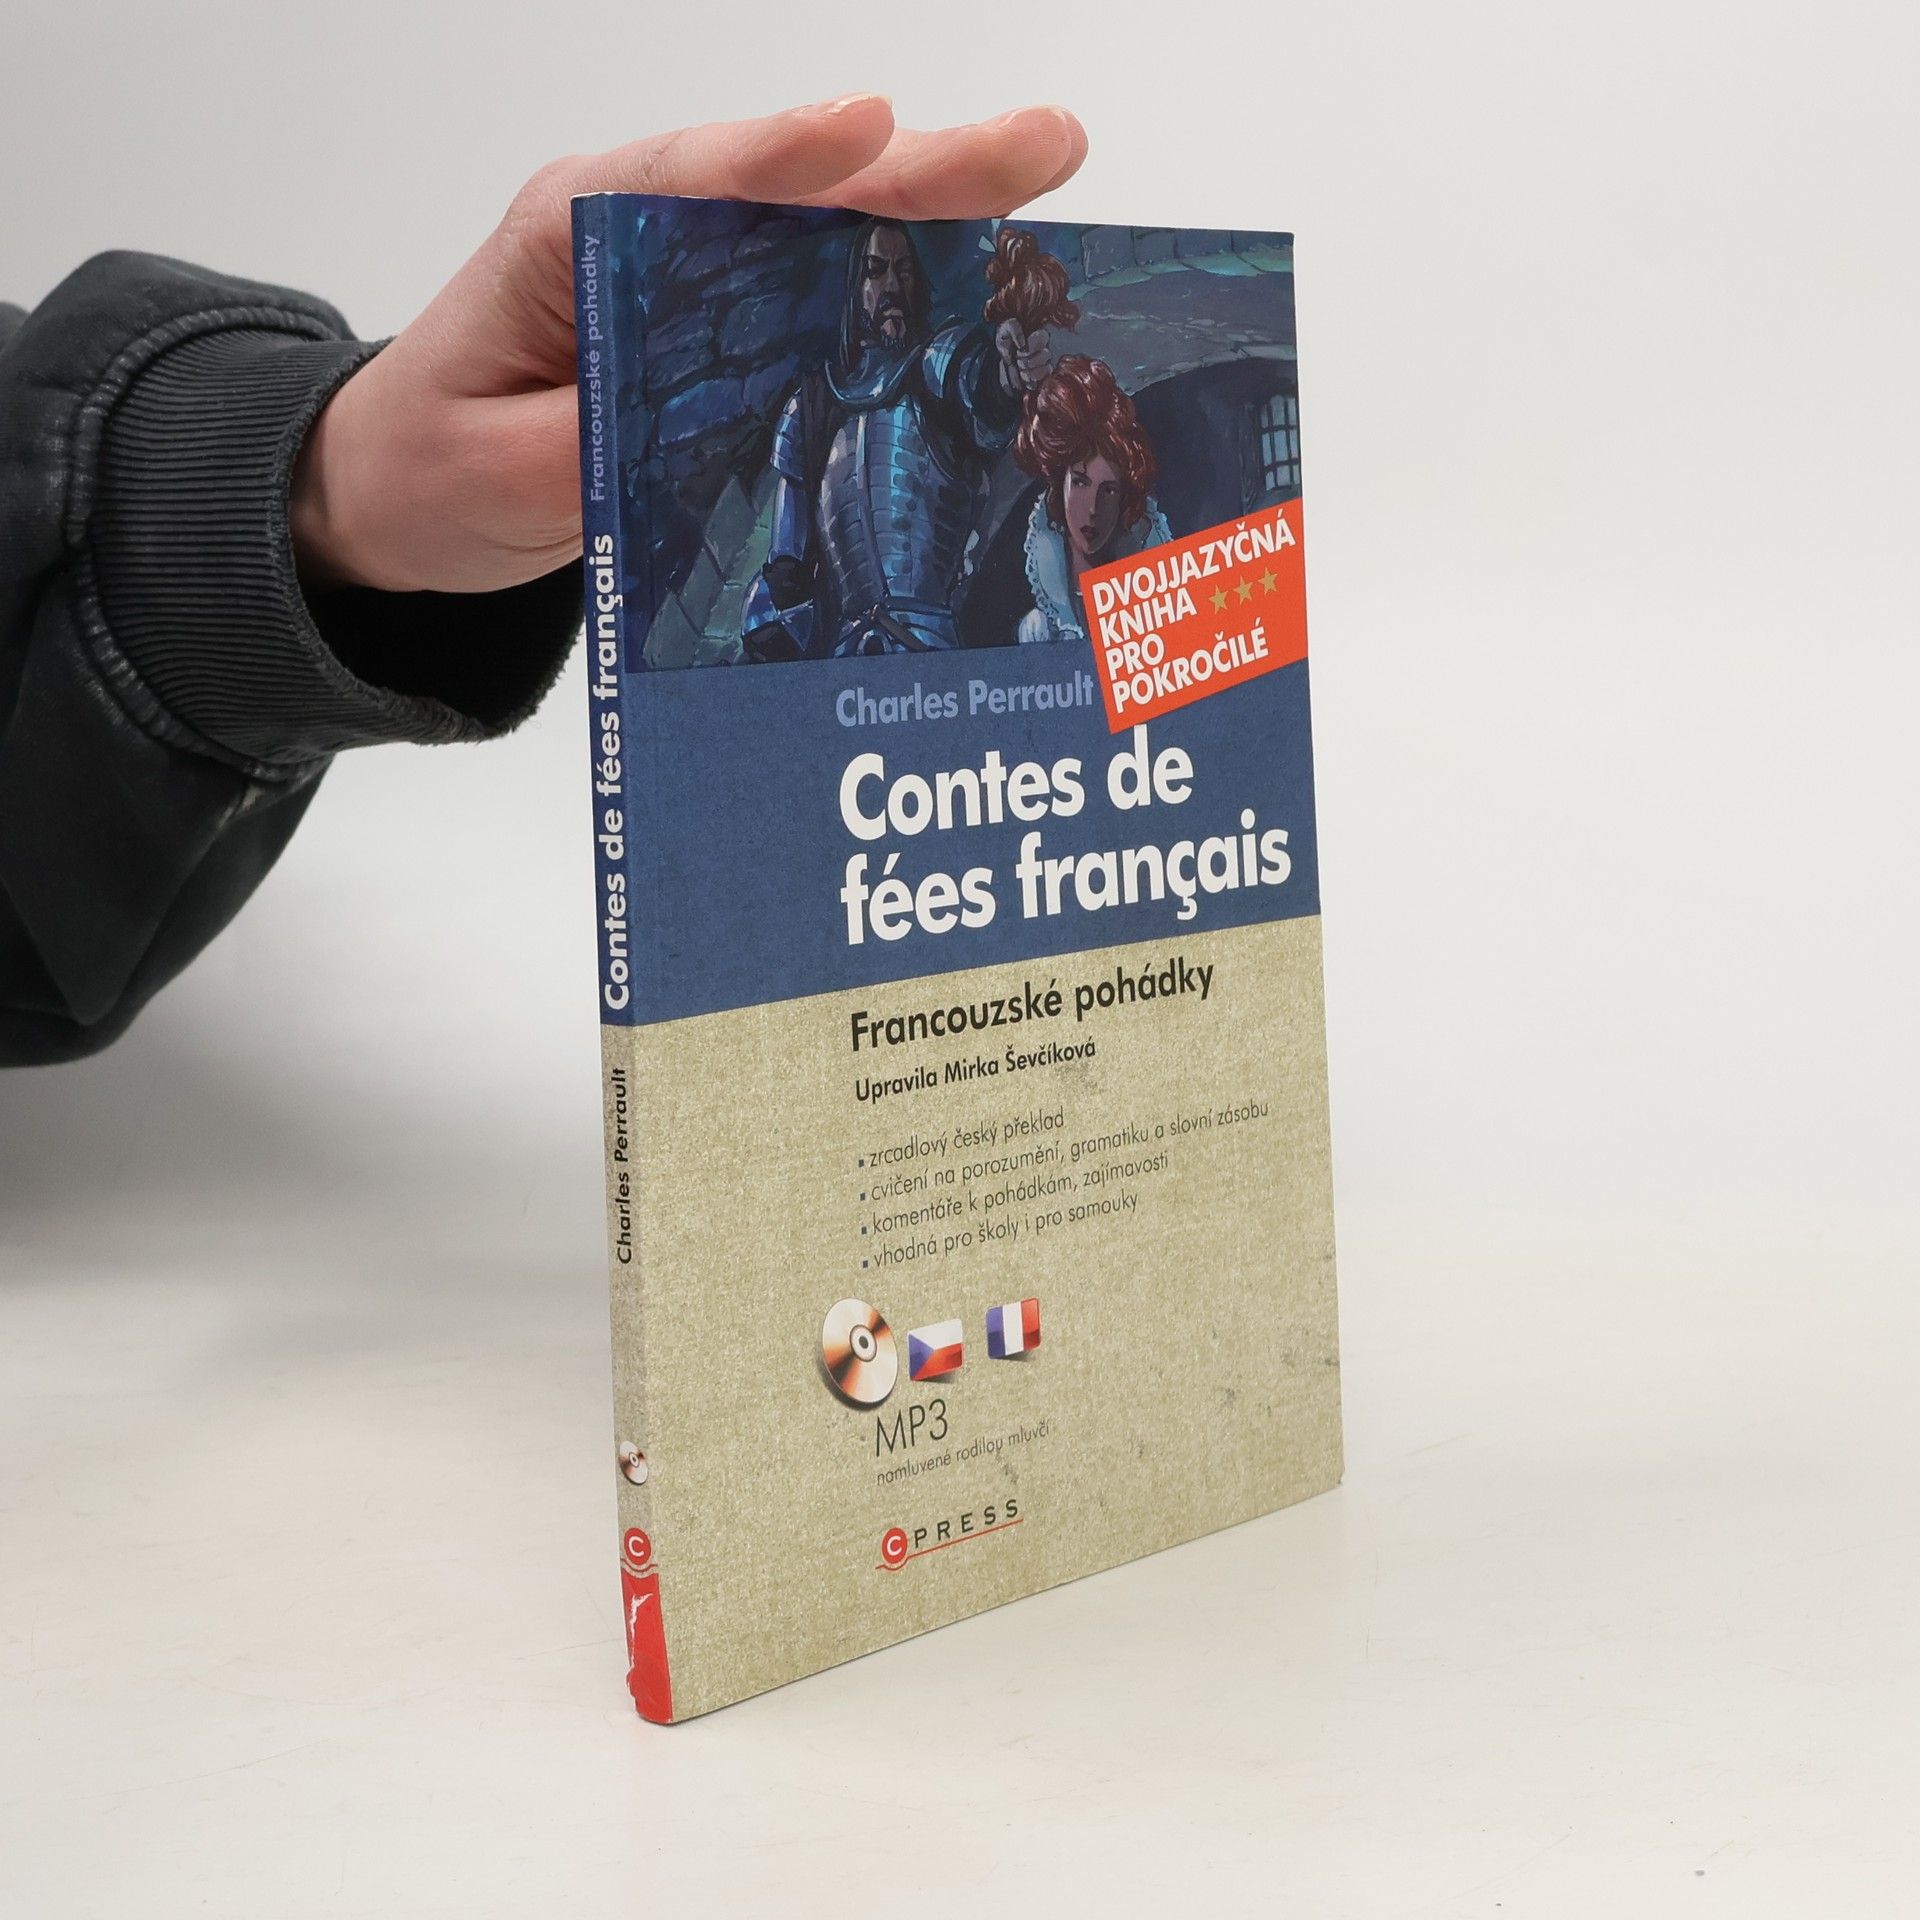 Francouzské pohádky
Contes de fées français
Charles Perrault
C
DVOJJAZYČNÁ
KNIHA
PRO
POKROČILÉ
Charles Perrault
Contes de
fées français
Francouzské pohádky
Upravila Mirka Ševčíková
zrcadlový český překlad
cvičení na porozumění, gramatiku a slovní zásobu
komentáře k pohádkám, zajímavosti
vhodná pro školy i pro samouky
MP3
namluvené rodilou mluvčí
CPRESS